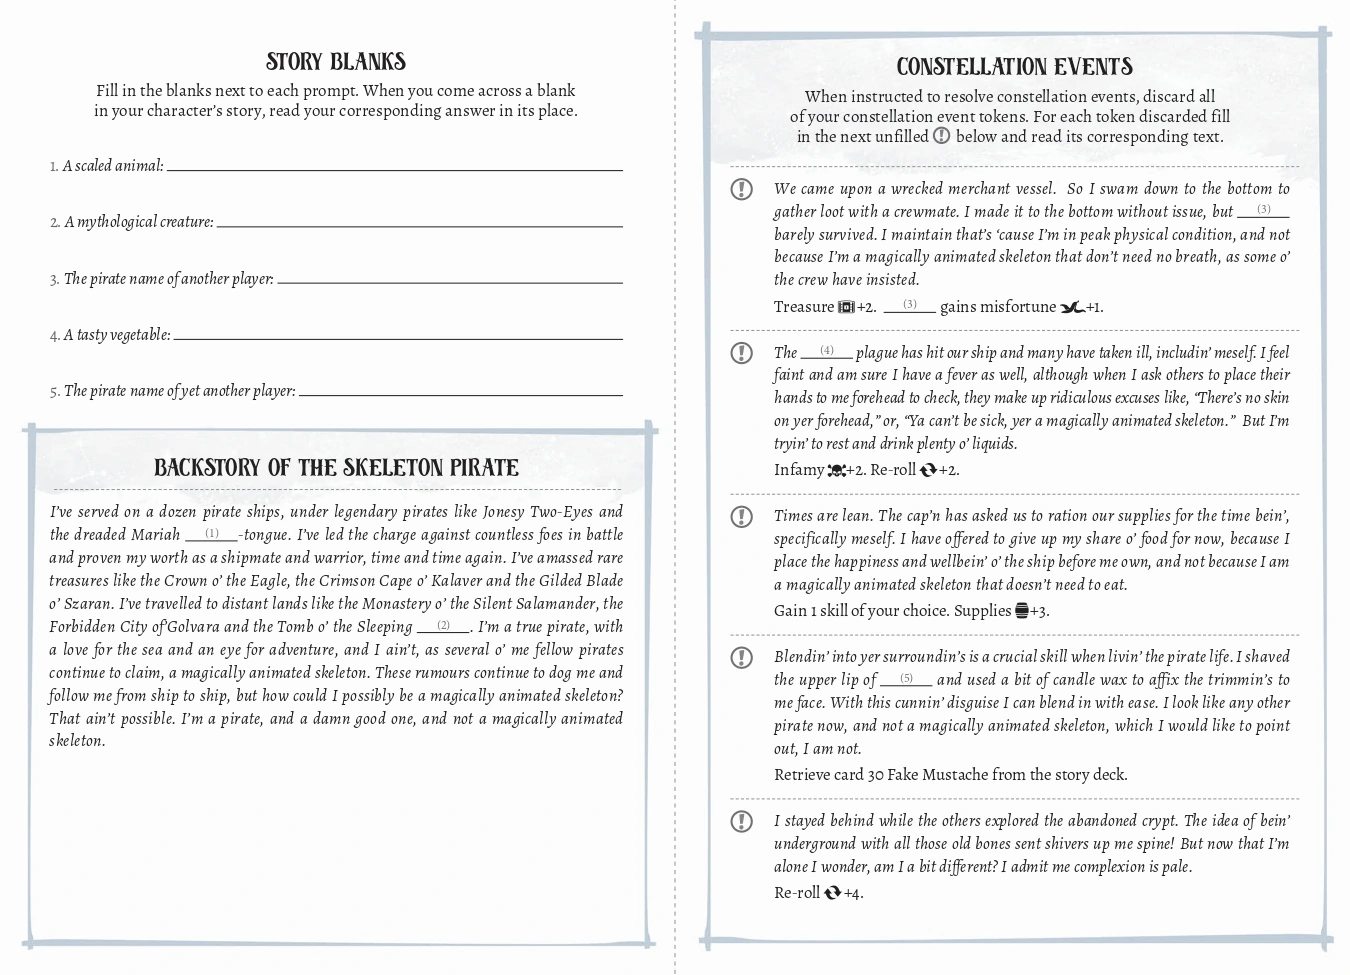 STORY BLANKS
Fill in the blanks next to each prompt. When you come across a blank
in your character's story, read your corresponding answer in its place.
1. A scaled animal:
2. A mythological creature:
3. The pirate name of another player:
4. A tasty vegetable:
5. The pirate name of yet another player:
BACKSTORY OF THE SKELETON PIRATE
I've served on a dozen pirate ships, under legendary pirates like Jonesy Two-Eyes and
the dreaded Mariah (1)-tongue. I've led the charge against countless foes in battle
and proven my worth as a shipmate and warrior, time and time again. I've amassed rare
treasures like the Crown o' the Eagle, the Crimson Cape o' Kalaver and the Gilded Blade
o' Szaran. I've travelled to distant lands like the Monastery o' the Silent Salamander, the
Forbidden City of'Golvara and the Tomb o' the Sleeping (2). I'm a true pirate, with
a love for the sea and an eye for adventure, and I ain't, as several o' me fellow pirates
continue to claim, a magically animated skeleton. These rumours continue to dog me and
follow me from ship to ship, but how could I possibly be a magically animated skeleton?
That ain't possible. I'm a pirate, and a damn good one, and not a magically animated
skeleton.
CONSTELLATION EVENTS
When instructed to resolve constellation events, discard all
of your constellation event tokens. For each token discarded fill
in the next unfilled ! below and read its corresponding text.
! We came upon a wrecked merchant vessel. So I swam down to the bottom to
gather loot with a crewmate. I made it to the bottom without issue, but (3)
barely survived. I maintain that's 'cause I'm in peak physical condition, and not
because I'm a magically animated skeleton that don't need no breath, as some o'
the crew have insisted.
Treasure +2. (3) gains misfortune +1.
! The (4) plague has hit our ship and many have taken ill, includin' meself. I feel
faint and am sure I have a fever as well, although when I ask others to place their
hands to me forehead to check, they make up ridiculous excuses like, "There's no skin
on yer forehead," or, "Ya can't be sick, yer a magically animated skeleton." But I'm
tryin' to rest and drink plenty o' liquids.
Infamy +2. Re-roll +2.
! Times are lean. The cap'n has asked us to ration our supplies for the time bein',
specifically meself. I have offered to give up my share o' food for now, because I
place the happiness and wellbein' o' the ship before me own, and not because I am
a magically animated skeleton that doesn't need to eat.
Gain 1 skill of your choice. Supplies +3.
! Blendin' into yer surroundin's is a crucial skill when livin' the pirate life. I shaved
the upper lip of (5) and used a bit of candle wax to affix the trimmin's to
me face. With this cunnin' disguise I can blend in with ease. I look like any other
pirate now, and not a magically animated skeleton, which I would like to point
out, I am not.
Retrieve card 30 Fake Mustache from the story deck.
! I stayed behind while the others explored the abandoned crypt. The idea of bein'
underground with all those old bones sent shivers up me spine! But now that I'm
alone I wonder, am I a bit different? I admit me complexion is pale.
Re-roll +4.